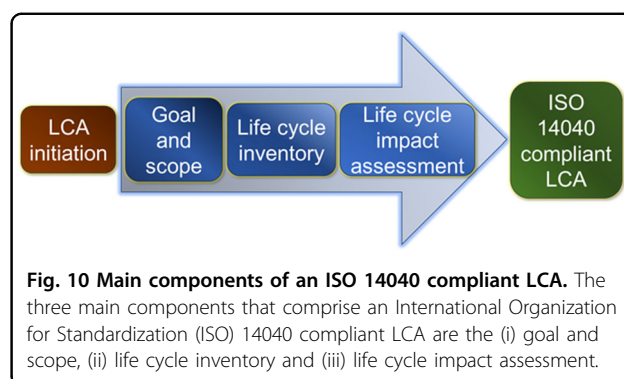 LCA
initiation
Goal
and
scope
Life cycle
inventory
Life cycle
impact
assessment
ISO
14040
compliant
LCA
Fig. 10 Main components of an ISO 14040 compliant LCA. The
three main components that comprise an International Organization
for Standardization (ISO) 14040 compliant LCA are the (i) goal and
scope, (ii) life cycle inventory and (iii) life cycle impact assessment.